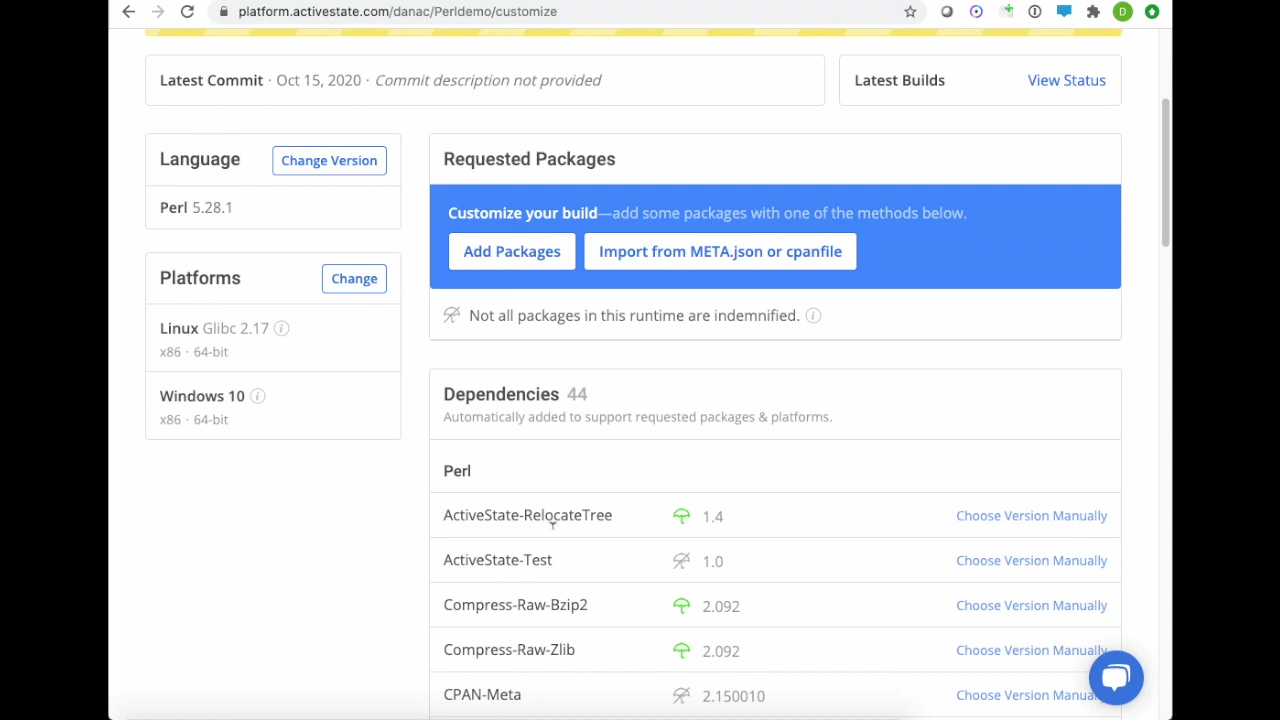 platform.activestate.com/danac/Perldemo/customize
D
Latest Commit · Oct 15, 2020 · Commit description not provided
Latest Builds
View Status
Language
Change Version
Perl 5.28.1
Platforms
Change
Linux Glibc 2.17
x86 · 64-bit
Windows 10
x86 · 64-bit
Requested Packages
Customize your build—add some packages with one of the methods below.
Add Packages
Import from META.json or cpanfile
Not all packages in this runtime are indemnified.
Dependencies 44
Automatically added to support requested packages & platforms.
Perl
ActiveState-RelocateTree 1.4 Choose Version Manually
ActiveState-Test 1.0 Choose Version Manually
Compress-Raw-Bzip2 2.092 Choose Version Manually
Compress-Raw-Zlib 2.092 Choose Version Manually
CPAN-Meta 2.150010 Choose Version Manually